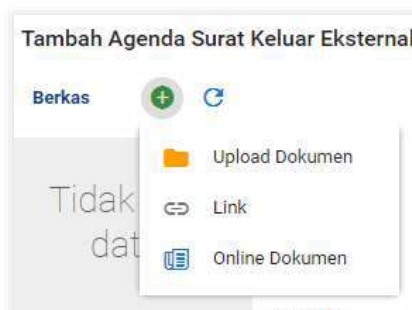 Tambah Agenda Surat Keluar Eksternal
Berkas
Upload Dokumen
Tidak
Link
dat
Online Dokumen